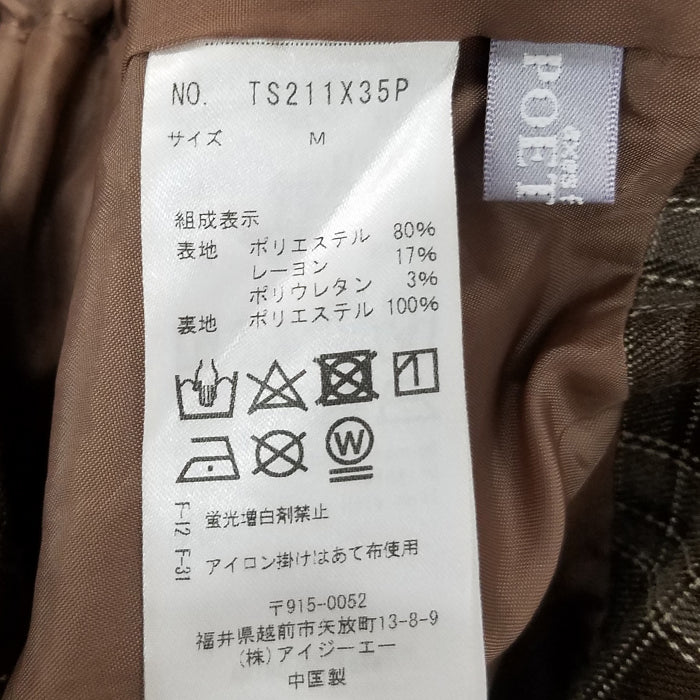 NO. TS211X35P
サイズ M
組成表示
表地 ポリエステル 80%
レーヨン 17%
ポリウレタン 3%
裏地 ポリエステル 100%
W
F-12 蛍光増白剤禁止
F-31 アイロン掛けはあて布使用
〒915-0052
福井県越前市矢放町13-8-9
(株)アイジーエー
中国製
POET